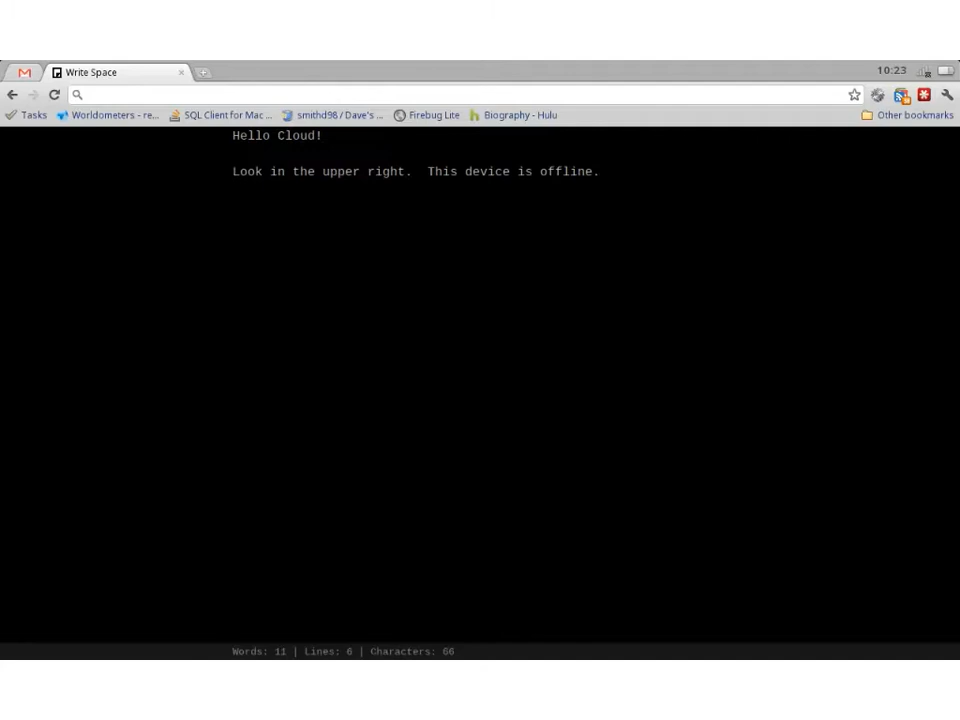 Write Space
10:23
Tasks Worldometers - re... SQL Client for Mac ... smithd98 / Dave's ... Firebug Lite Biography - Hulu Other bookmarks
Hello Cloud!
Look in the upper right.  This device is offline.
Words: 11 | Lines: 6 | Characters: 66